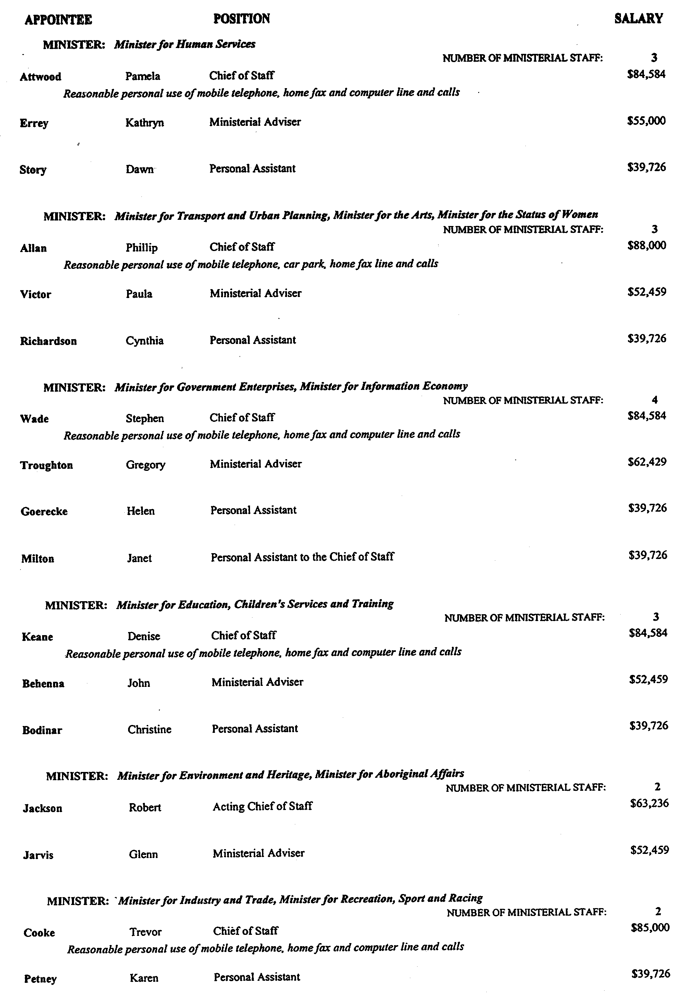 APPOINTEE POSITION SALARY
MINISTER: Minister for Human Services
NUMBER OF MINISTERIAL STAFF: 3
Attwood Pamela Chief of Staff $84,584
Reasonable personal use of mobile telephone, home fax and computer line and calls
Errey Kathryn Ministerial Adviser $55,000
Story Dawn Personal Assistant $39,726
MINISTER: Minister for Transport and Urban Planning, Minister for the Arts, Minister for the Status of Women
NUMBER OF MINISTERIAL STAFF: 3
Allan Phillip Chief of Staff $88,000
Reasonable personal use of mobile telephone, car park, home fax line and calls
Victor Paula Ministerial Adviser $52,459
Richardson Cynthia Personal Assistant $39,726
MINISTER: Minister for Government Enterprises, Minister for Information Economy
NUMBER OF MINISTERIAL STAFF: 4
Wade Stephen Chief of Staff $84,584
Reasonable personal use of mobile telephone, home fax and computer line and calls
Troughton Gregory Ministerial Adviser $62,429
Goerecke Helen Personal Assistant $39,726
Milton Janet Personal Assistant to the Chief of Staff $39,726
MINISTER: Minister for Education, Children's Services and Training
NUMBER OF MINISTERIAL STAFF: 3
Keane Denise Chief of Staff $84,584
Reasonable personal use of mobile telephone, home fax and computer line and calls
Behenna John Ministerial Adviser $52,459
Bodinar Christine Personal Assistant $39,726
MINISTER: Minister for Environment and Heritage, Minister for Aboriginal Affairs
NUMBER OF MINISTERIAL STAFF: 2
Jackson Robert Acting Chief of Staff $63,236
Jarvis Glenn Ministerial Adviser $52,459
MINISTER: Minister for Industry and Trade, Minister for Recreation, Sport and Racing
NUMBER OF MINISTERIAL STAFF: 2
Cooke Trevor Chief of Staff $85,000
Reasonable personal use of mobile telephone, home fax and computer line and calls
Petney Karen Personal Assistant $39,726